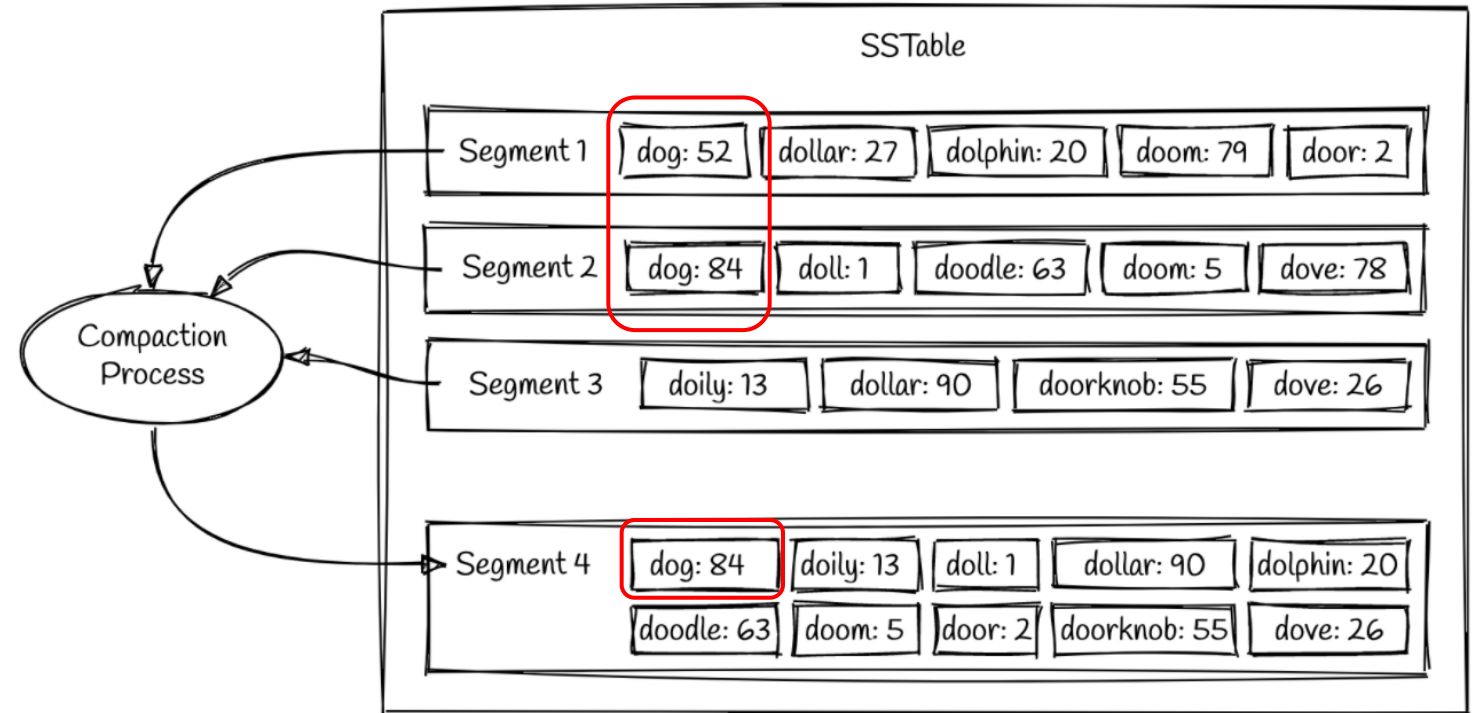 SSTable
Segment 1 dog: 52 dollar: 27 dolphin: 20 doom: 79 door: 2
Segment 2 dog: 84 doll: 1 doodle: 63 doom: 5 dove: 78
Compaction
Process
Segment 3 doily: 13 dollar: 90 doorknob: 55 dove: 26
Segment 4 dog: 84 doily: 13 doll: 1 dollar: 90 dolphin: 20
doodle: 63 doom: 5 door: 2 doorknob: 55 dove: 26